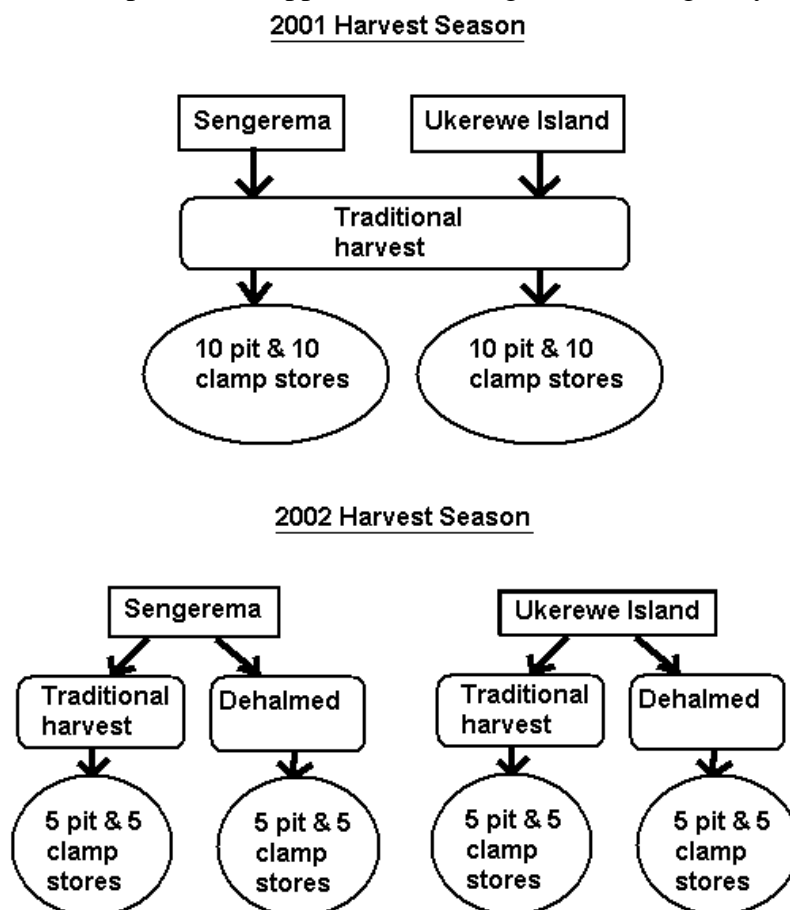 2001 Harvest Season
Sengerema
Ukerewe Island
Traditional
harvest
10 pit & 10
clamp stores
10 pit & 10
clamp stores
2002 Harvest Season
Sengerema
Ukerewe Island
Traditional
harvest
Dehalmed
Traditional
harvest
Dehalmed
5 pit & 5
clamp
stores
5 pit & 5
clamp
stores
5 pit & 5
clamp
stores
5 pit & 5
clamp
stores